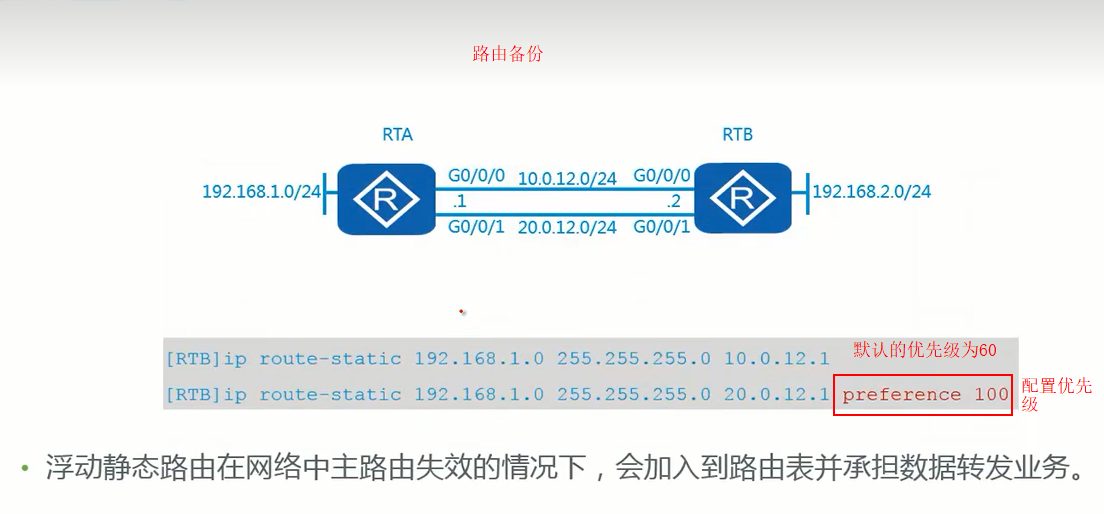 路由备份
RTA
RTB
192.168.1.0/24
G0/0/0 10.0.12.0/24 G0/0/0
R
.1
.2
R
192.168.2.0/24
G0/0/1 20.0.12.0/24 G0/0/1
[RTB]ip route-static 192.168.1.0 255.255.255.0 10.0.12.1
默认的优先级为60
[RTB]ip route-static 192.168.1.0 255.255.255.0 20.0.12.1 preference 100
配置优先
级
• 浮动静态路由在网络中主路由失效的情况下，会加入到路由表并承担数据转发业务。